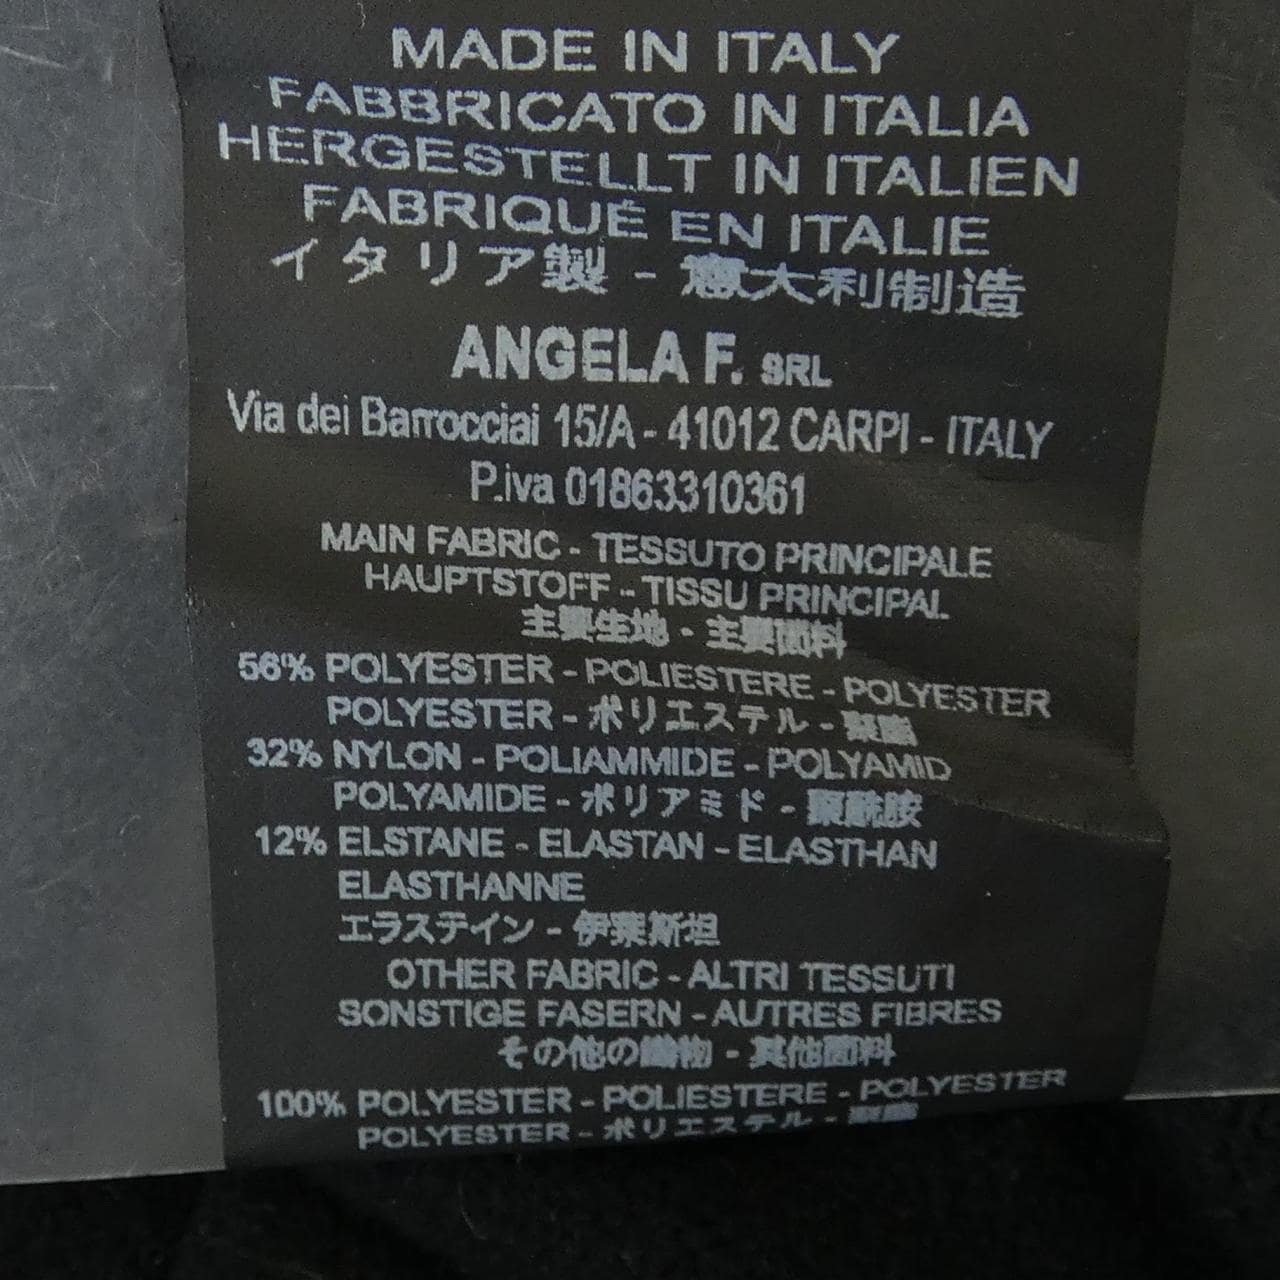 MADE IN ITALY
FABBRICATO IN ITALIA
HERGESTELLT IN ITALIEN
FABRIQUÉ EN ITALIE
イタリア製 - 意大利制造
ANGELA F. SRL
Via dei Barrocciai 15/A - 41012 CARPI - ITALY
P.iva 01863310361
MAIN FABRIC - TESSUTO PRINCIPALE
HAUPTSTOFF - TISSU PRINCIPAL
主要生地 - 主要面料
56% POLYESTER - POLIESTERE - POLYESTER
POLYESTER - ポリエステル - 聚酯
32% NYLON - POLIAMMIDE - POLYAMID
POLYAMIDE - ポリアミド - 聚酰胺
12% ELSTANE - ELASTAN - ELASTHAN
ELASTHANNE
エラステイン - 伊莱斯坦
OTHER FABRIC - ALTRI TESSUTI
SONSTIGE FASERN - AUTRES FIBRES
その他の織物 - 其他面料
100% POLYESTER - POLIESTERE - POLYESTER
POLYESTER - ポリエステル - 聚酯